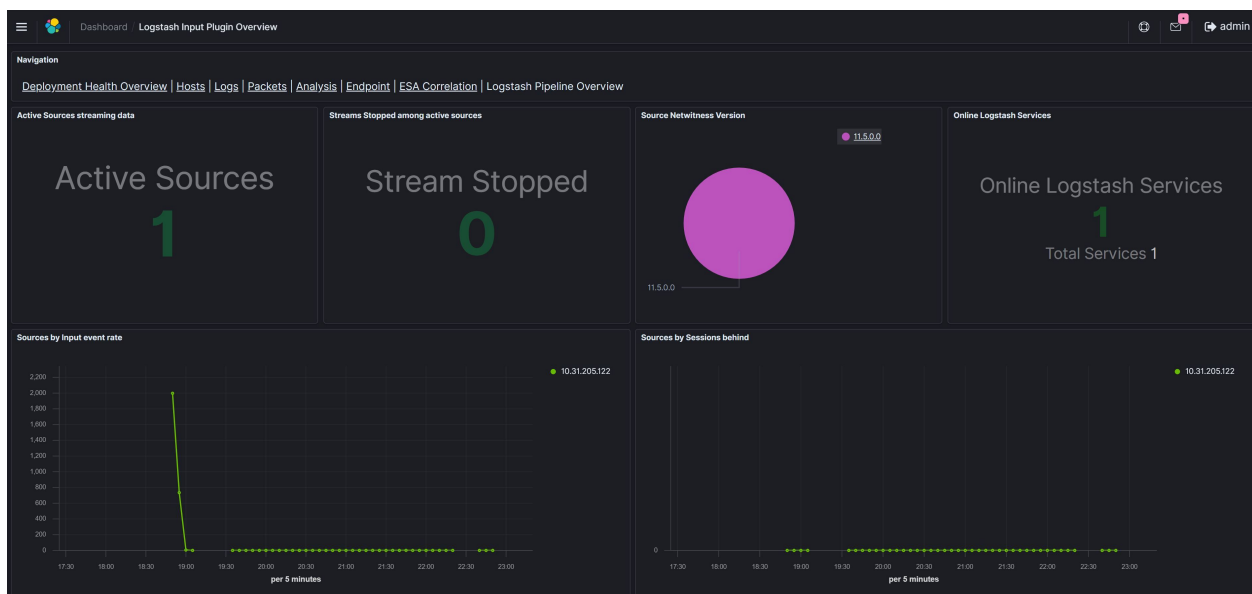 Dashboard / Logstash Input Plugin Overview
admin
Navigation
Deployment Health Overview | Hosts | Logs | Packets | Analysis | Endpoint | ESA Correlation | Logstash Pipeline Overview
Active Sources streaming data
Active Sources
1
Streams Stopped among active sources
Stream Stopped
0
Source Netwitness Version
11.5.0.0
11.5.0.0
Online Logstash Services
Online Logstash Services
1
Total Services 1
Sources by Input event rate
10.31.205.122
2,200
2,000
1,800
1,600
1,400
1,200
1,000
800
600
400
200
0
17:30 18:00 18:30 19:00 19:30 20:00 20:30 21:00 21:30 22:00 22:30 23:00
per 5 minutes
Sources by Sessions behind
10.31.205.122
0
17:30 18:00 18:30 19:00 19:30 20:00 20:30 21:00 21:30 22:00 22:30 23:00
per 5 minutes